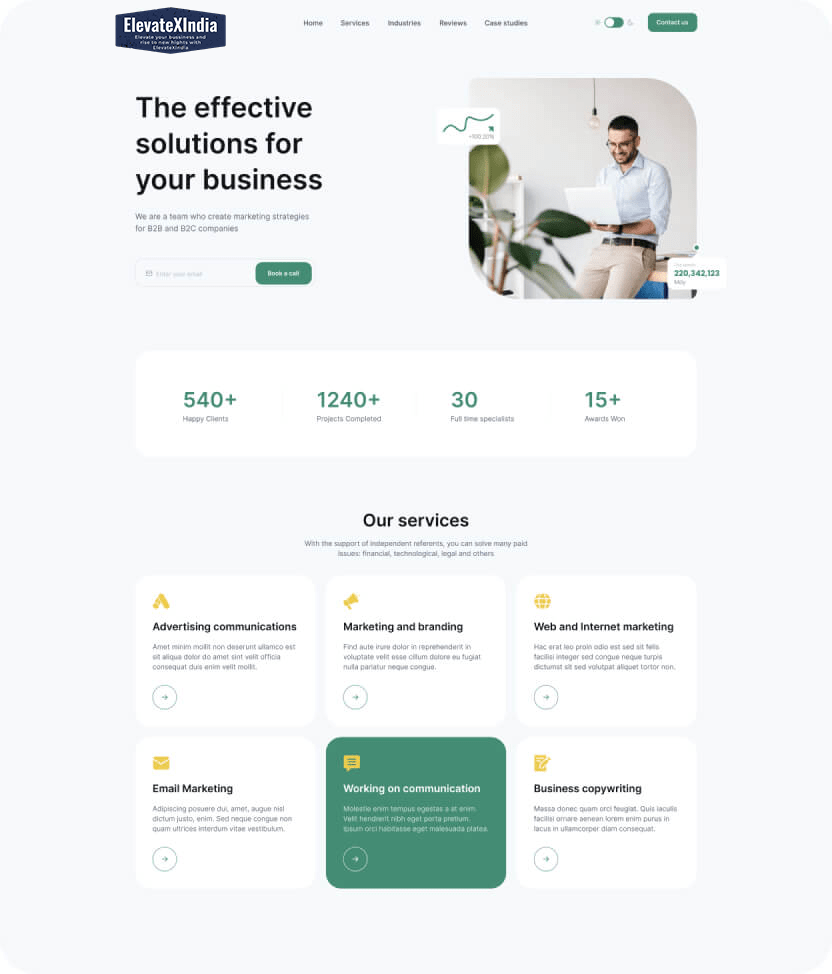 ElevateXIndia
Elevate your bussiness and
rise to new hights with
ElevateXIndia
Home Services Industries Reviews Case studies
Contact us
The effective
solutions for
your business
We are a team who create marketing strategies
for B2B and B2C companies
Enter your email
Book a call
220,342,123
May
540+
Happy Clients
1240+
Projects Completed
30
Full time specialists
15+
Awards Won
Our services
With the support of independent referents, you can solve many paid
issues: financial, technological, legal and others
Advertising communications
Amet minim mollit non deserunt ullamco est
sit aliqua dolor do amet sint velit officia
consequat duis enim velit mollit.
Marketing and branding
Find aute irure dolor in reprehenderit in
voluptate velit esse cillum dolore eu fugiat
nulla pariatur neque congue.
Web and Internet marketing
Hac erat leo proin odio est sed sit felis
facilisi integer sed congue neque turpis
dictumst sit sed volutpat aliquet tortor non.
Email Marketing
Adipiscing posuere dui, amet, augue nisl
dictum justo, enim. Sed neque congue non
quam ultrices interdum vitae vestibulum.
Working on communication
Molestie enim tempus egestas a at enim.
Velit hendrerit nibh eget porta pretium.
Ipsum orci habitasse eget malesuada platea.
Business copywriting
Massa donec quam orci feugiat. Quis iaculis
facilisi ornare aenean lorem enim purus in
lacus in ullamcorper diam consequat.